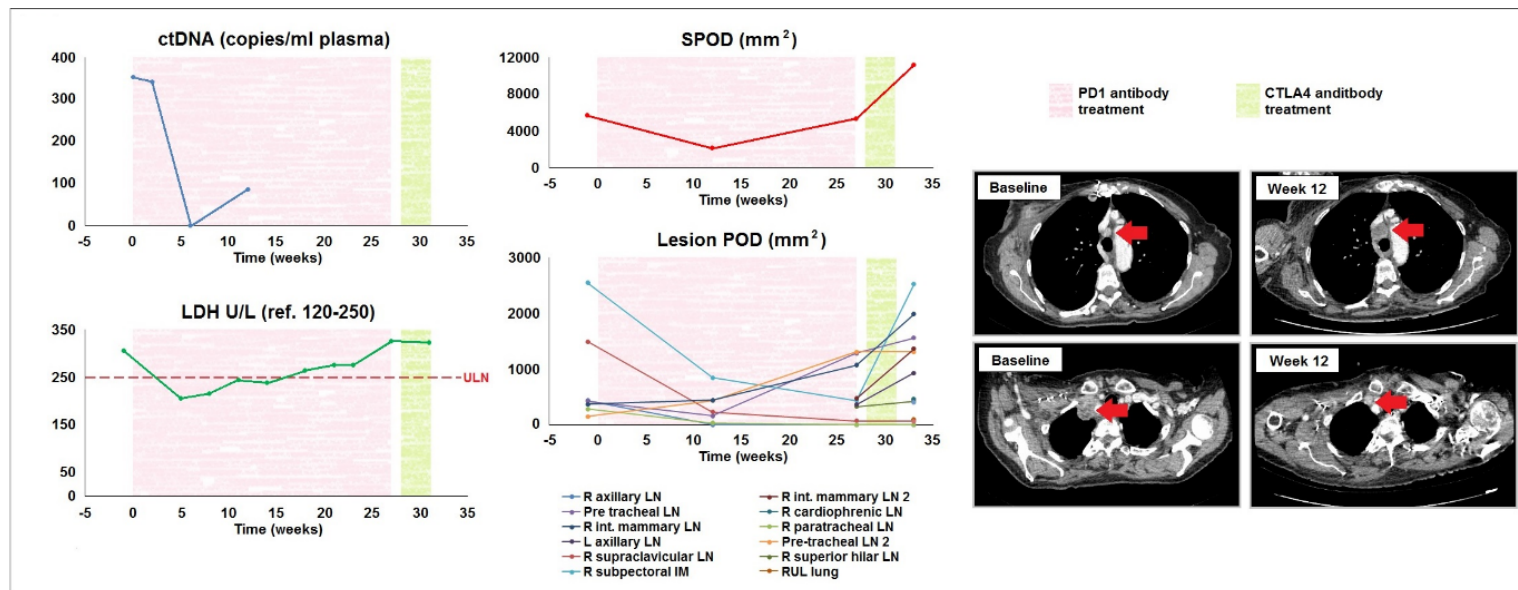 ctDNA (copies/ml plasma)
400
300
200
100
0
-5 0 5 10 15 20 25 30 35
Time (weeks)
LDH U/L (ref. 120-250)
350
250
150
50
0
ULN
-5 0 5 10 15 20 25 30 35
Time (weeks)
SPOD (mm²)
12000
8000
4000
0
-5 0 5 10 15 20 25 30 35
Time (weeks)
Lesion POD (mm²)
3000
2000
1000
0
-5 0 5 10 15 20 25 30 35
Time (weeks)
R axillary LN
Pre tracheal LN
R int. mammary LN
L axillary LN
R supraclavicular LN
R subpectoral IM
R int. mammary LN 2
R cardiophrenic LN
R paratracheal LN
Pre-tracheal LN 2
R superior hilar LN
RUL lung
PD1 antibody
treatment
CTLA4 anditbody
treatment
Baseline
Week 12
Baseline
Week 12